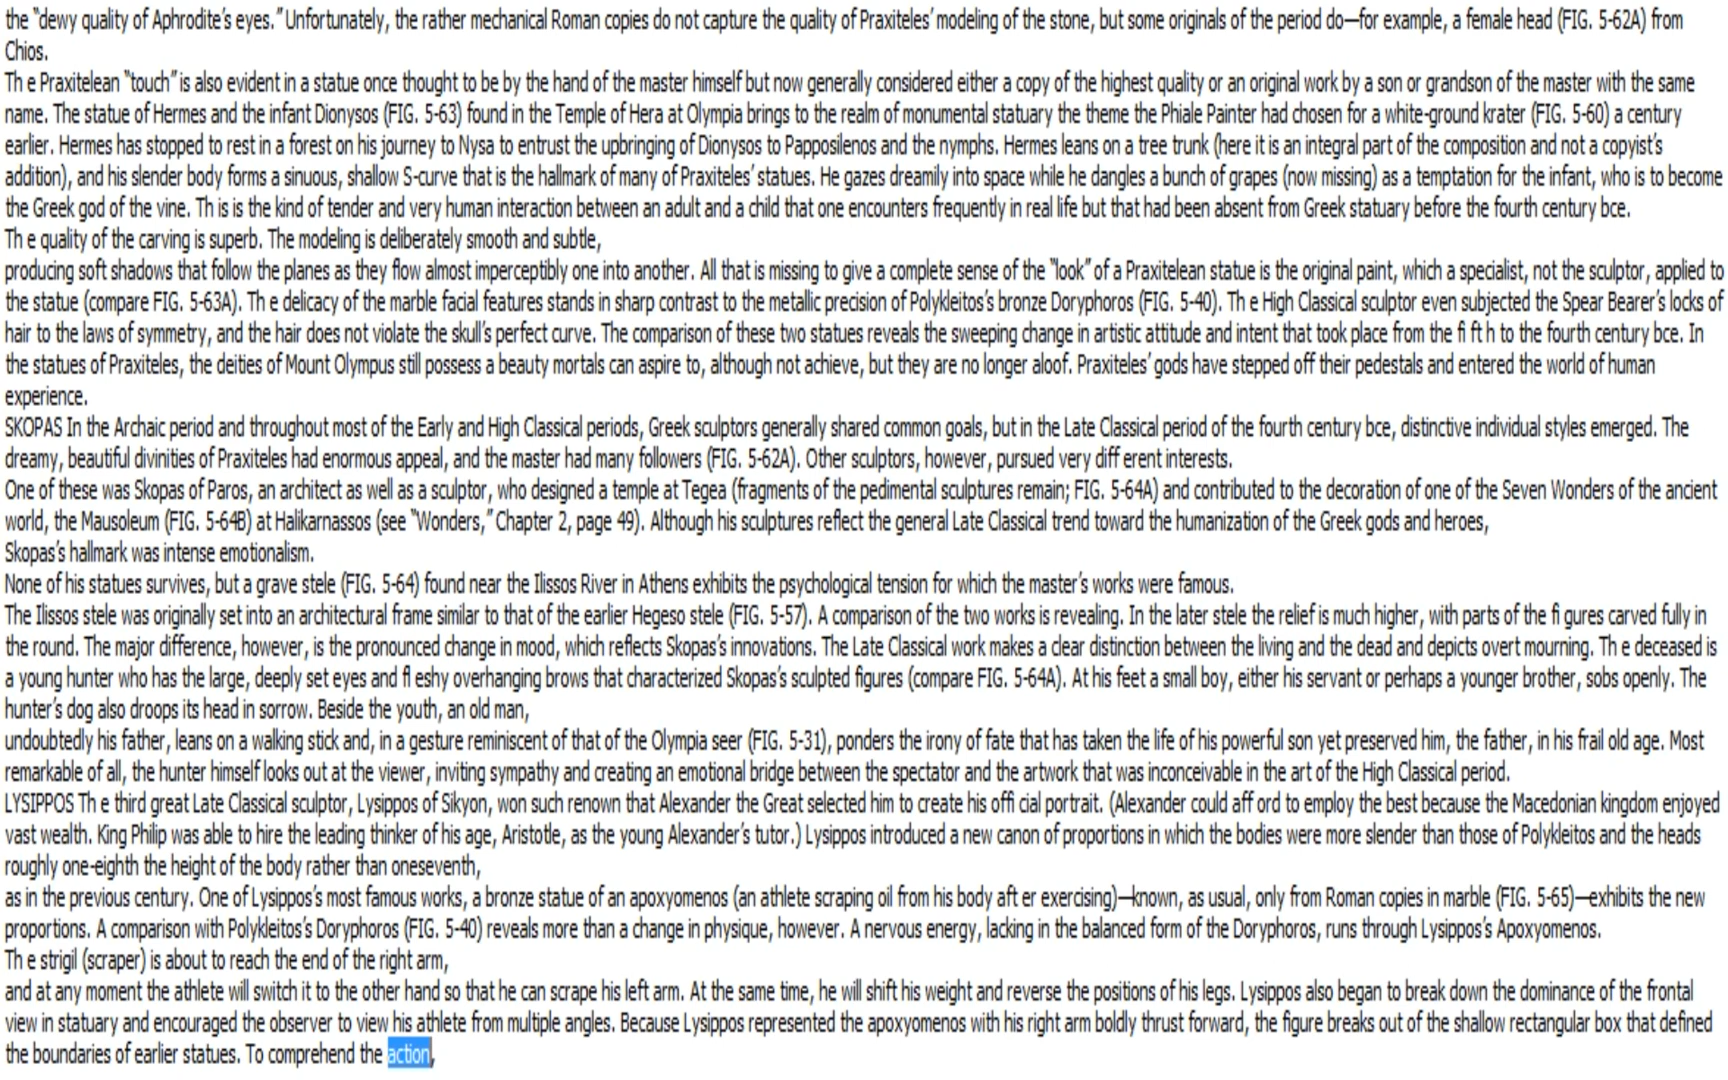 the “dewy quality of Aphrodite’s eyes.” Unfortunately, the rather mechanical Roman copies do not capture the quality of Praxiteles’ modeling of the stone, but some originals of the period do—for example, a female head (FIG. 5-62A) from
Chios.
Th e Praxitelean “touch” is also evident in a statue once thought to be by the hand of the master himself but now generally considered either a copy of the highest quality or an original work by a son or grandson of the master with the same
name. The statue of Hermes and the infant Dionysos (FIG. 5-63) found in the Temple of Hera at Olympia brings to the realm of monumental statuary the theme the Phiale Painter had chosen for a white-ground krater (FIG. 5-60) a century
earlier. Hermes has stopped to rest in a forest on his journey to Nysa to entrust the upbringing of Dionysos to Papposilenos and the nymphs. Hermes leans on a tree trunk (here it is an integral part of the composition and not a copyist’s
addition), and his slender body forms a sinuous, shallow S-curve that is the hallmark of many of Praxiteles’ statues. He gazes dreamily into space while he dangles a bunch of grapes (now missing) as a temptation for the infant, who is to become
the Greek god of the vine. Th is is the kind of tender and very human interaction between an adult and a child that one encounters frequently in real life but that had been absent from Greek statuary before the fourth century bce.
Th e quality of the carving is superb. The modeling is deliberately smooth and subtle,
producing soft shadows that follow the planes as they flow almost imperceptibly one into another. All that is missing to give a complete sense of the “look” of a Praxitelean statue is the original paint, which a specialist, not the sculptor, applied to
the statue (compare FIG. 5-63A). Th e delicacy of the marble facial features stands in sharp contrast to the metallic precision of Polykleitos’s bronze Doryphoros (FIG. 5-40). Th e High Classical sculptor even subjected the Spear Bearer’s locks of
hair to the laws of symmetry, and the hair does not violate the skull’s perfect curve. The comparison of these two statues reveals the sweeping change in artistic attitude and intent that took place from the fi ft h to the fourth century bce. In
the statues of Praxiteles, the deities of Mount Olympus still possess a beauty mortals can aspire to, although not achieve, but they are no longer aloof. Praxiteles’ gods have stepped off their pedestals and entered the world of human
experience.
SKOPAS In the Archaic period and throughout most of the Early and High Classical periods, Greek sculptors generally shared common goals, but in the Late Classical period of the fourth century bce, distinctive individual styles emerged. The
dreamy, beautiful divinities of Praxiteles had enormous appeal, and the master had many followers (FIG. 5-62A). Other sculptors, however, pursued very diff erent interests.
One of these was Skopas of Paros, an architect as well as a sculptor, who designed a temple at Tegea (fragments of the pedimental sculptures remain; FIG. 5-64A) and contributed to the decoration of one of the Seven Wonders of the ancient
world, the Mausoleum (FIG. 5-64B) at Halikarnassos (see “Wonders,” Chapter 2, page 49). Although his sculptures reflect the general Late Classical trend toward the humanization of the Greek gods and heroes,
Skopas’s hallmark was intense emotionalism.
None of his statues survives, but a grave stele (FIG. 5-64) found near the Ilissos River in Athens exhibits the psychological tension for which the master’s works were famous.
The Ilissos stele was originally set into an architectural frame similar to that of the earlier Hegeso stele (FIG. 5-57). A comparison of the two works is revealing. In the later stele the relief is much higher, with parts of the fi gures carved fully in
the round. The major difference, however, is the pronounced change in mood, which reflects Skopas’s innovations. The Late Classical work makes a clear distinction between the living and the dead and depicts overt mourning. Th e deceased is
a young hunter who has the large, deeply set eyes and fl eshy overhanging brows that characterized Skopas’s sculpted figures (compare FIG. 5-64A). At his feet a small boy, either his servant or perhaps a younger brother, sobs openly. The
hunter’s dog also droops its head in sorrow. Beside the youth, an old man,
undoubtedly his father, leans on a walking stick and, in a gesture reminiscent of that of the Olympia seer (FIG. 5-31), ponders the irony of fate that has taken the life of his powerful son yet preserved him, the father, in his frail old age. Most
remarkable of all, the hunter himself looks out at the viewer, inviting sympathy and creating an emotional bridge between the spectator and the artwork that was inconceivable in the art of the High Classical period.
LYSIPPOS Th e third great Late Classical sculptor, Lysippos of Sikyon, won such renown that Alexander the Great selected him to create his offi cial portrait. (Alexander could aff ord to employ the best because the Macedonian kingdom enjoyed
vast wealth. King Philip was able to hire the leading thinker of his age, Aristotle, as the young Alexander’s tutor.) Lysippos introduced a new canon of proportions in which the bodies were more slender than those of Polykleitos and the heads
roughly one-eighth the height of the body rather than oneseventh,
as in the previous century. One of Lysippos’s most famous works, a bronze statue of an apoxyomenos (an athlete scraping oil from his body aft er exercising)—known, as usual, only from Roman copies in marble (FIG. 5-65)—exhibits the new
proportions. A comparison with Polykleitos’s Doryphoros (FIG. 5-40) reveals more than a change in physique, however. A nervous energy, lacking in the balanced form of the Doryphoros, runs through Lysippos’s Apoxyomenos.
Th e strigil (scraper) is about to reach the end of the right arm,
and at any moment the athlete will switch it to the other hand so that he can scrape his left arm. At the same time, he will shift his weight and reverse the positions of his legs. Lysippos also began to break down the dominance of the frontal
view in statuary and encouraged the observer to view his athlete from multiple angles. Because Lysippos represented the apoxyomenos with his right arm boldly thrust forward, the figure breaks out of the shallow rectangular box that defined
the boundaries of earlier statues. To comprehend the action,